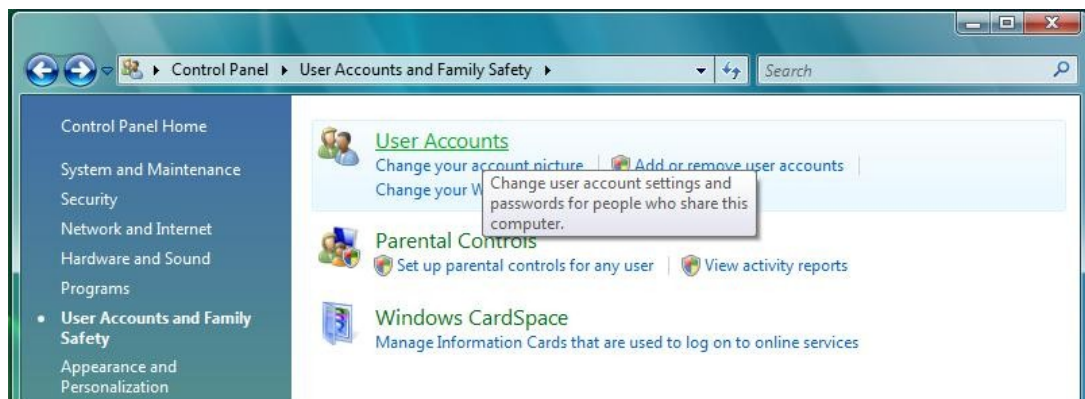 Control Panel User Accounts and Family Safety Search
Control Panel Home
System and Maintenance
Security
Network and Internet
Hardware and Sound
Programs
User Accounts and Family
Safety
Appearance and
Personalization
User Accounts
Change your account picture Add or remove user accounts
Change your W
Change user account settings and
passwords for people who share this
computer.
Parental Controls
Set up parental controls for any user View activity reports
Windows CardSpace
Manage Information Cards that are used to log on to online services